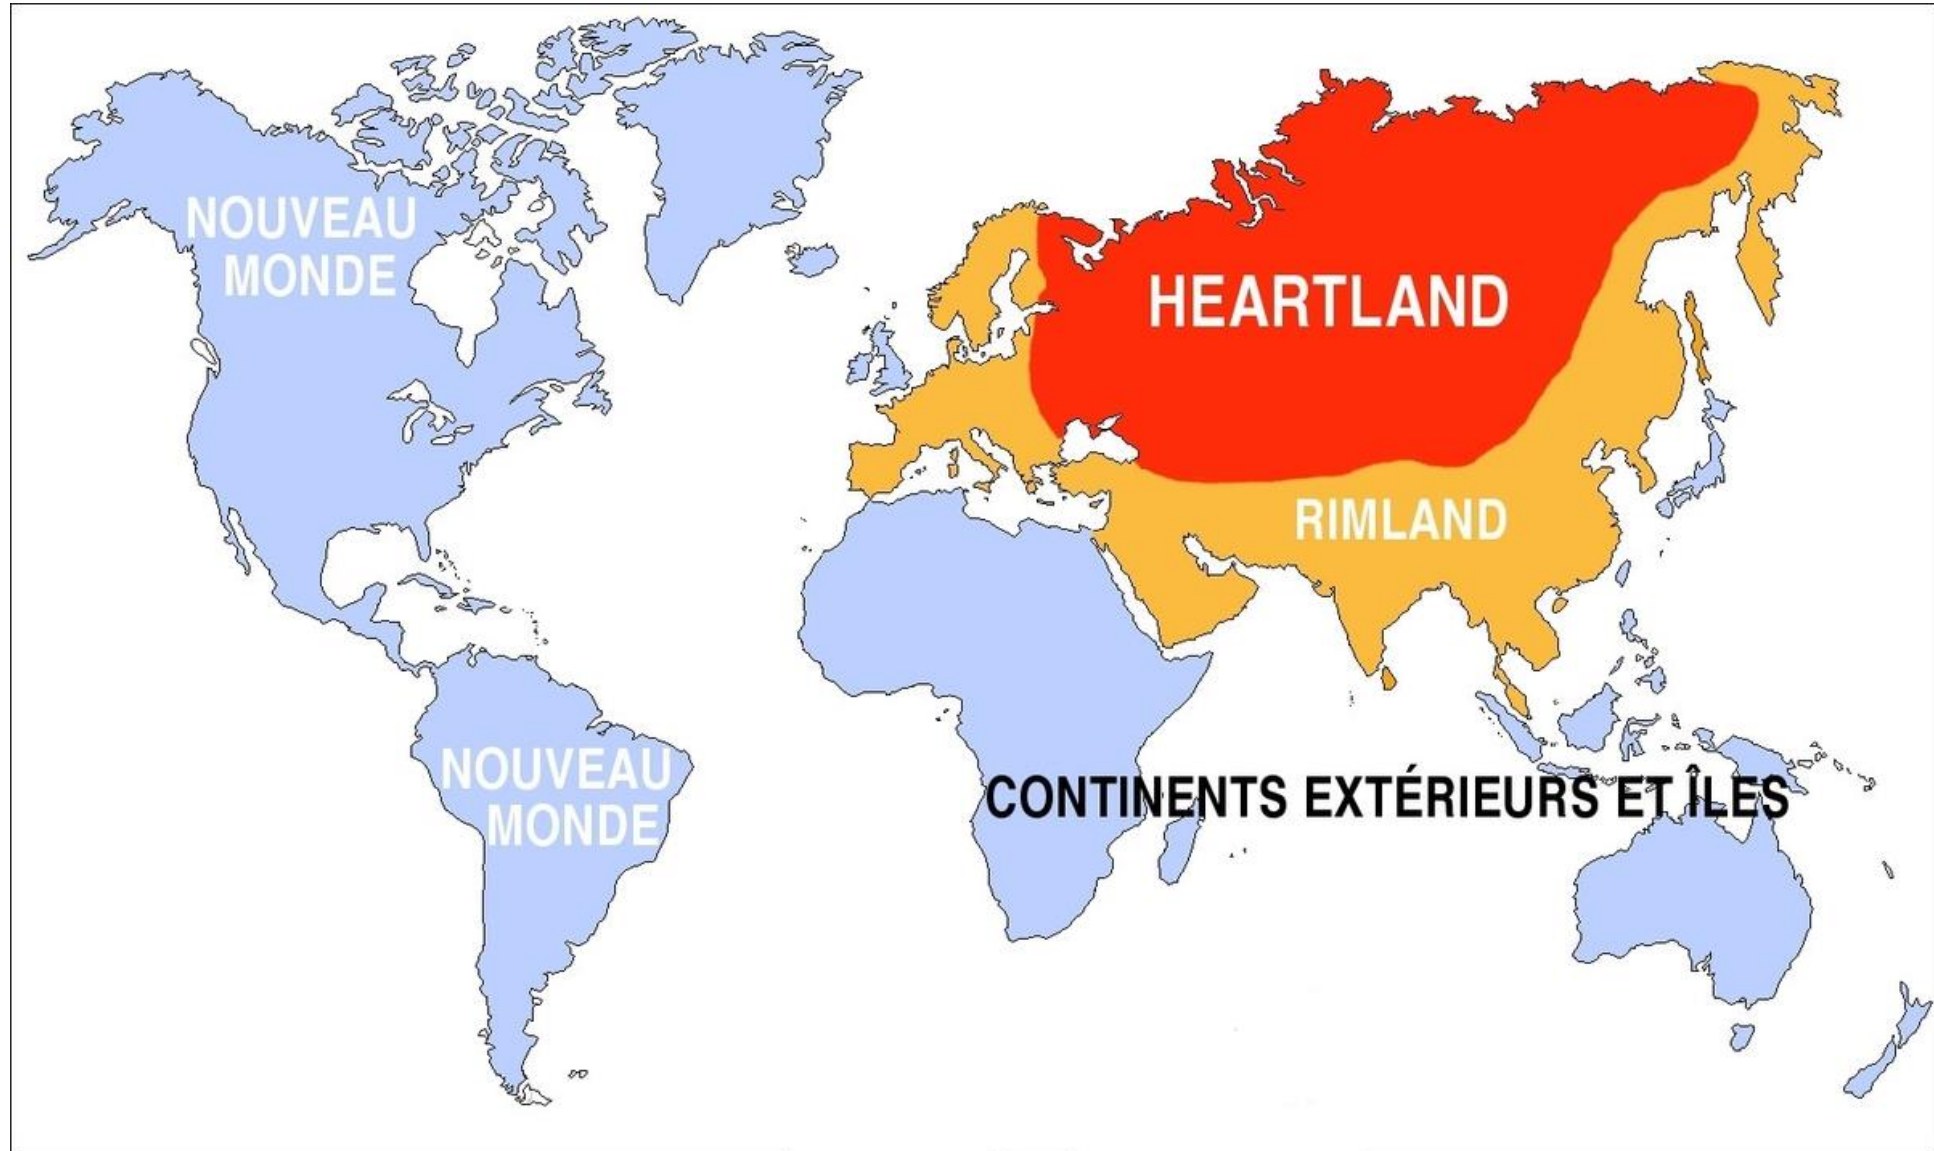 NOUVEAU
MONDE
HEARTLAND
RIMLAND
NOUVEAU
MONDE
CONTINENTS EXTÉRIEURS ET ÎLES